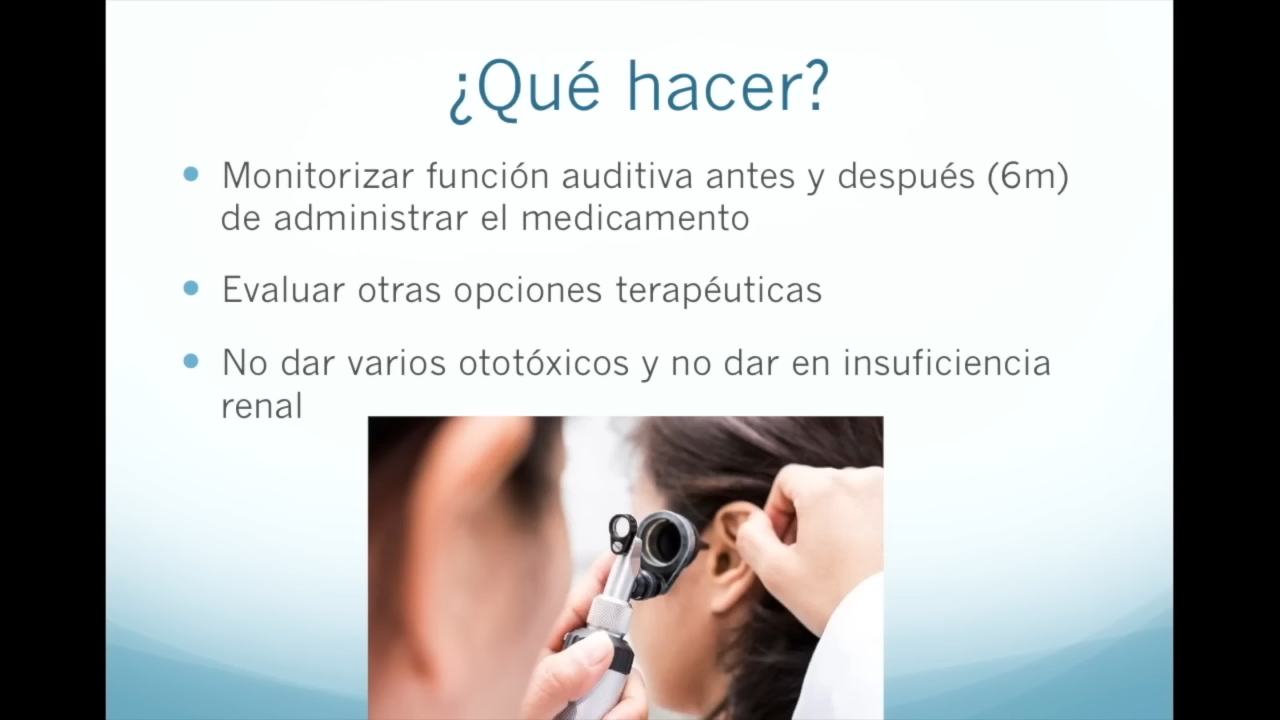 ¿Qué hacer?
• Monitorizar función auditiva antes y después (6m)
de administrar el medicamento
• Evaluar otras opciones terapéuticas
• No dar varios ototóxicos y no dar en insuficiencia
renal